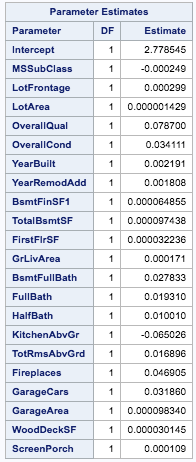 Parameter Estimates
Parameter DF Estimate
Intercept 1 2.778545
MSSubClass 1 -0.000249
LotFrontage 1 0.000299
LotArea 1 0.000001429
OverallQual 1 0.078700
OverallCond 1 0.034111
YearBuilt 1 0.002191
YearRemodAdd 1 0.001808
BsmtFinSF1 1 0.000064855
TotalBsmtSF 1 0.000097438
FirstFlrSF 1 0.000032236
GrLivArea 1 0.000171
BsmtFullBath 1 0.027833
FullBath 1 0.019310
HalfBath 1 0.010010
KitchenAbvGr 1 -0.065026
TotRmsAbvGrd 1 0.016896
Fireplaces 1 0.046905
GarageCars 1 0.031860
GarageArea 1 0.000098340
WoodDeckSF 1 0.000030145
ScreenPorch 1 0.000109